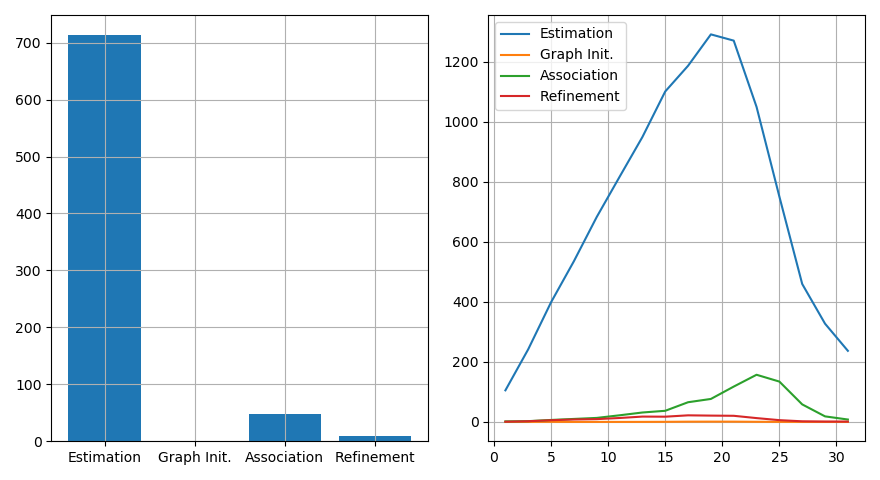 700
600
500
400
300
200
100
0
Estimation Graph Init. Association Refinement
Estimation
Graph Init.
Association
Refinement
1200
1000
800
600
400
200
0
0 5 10 15 20 25 30